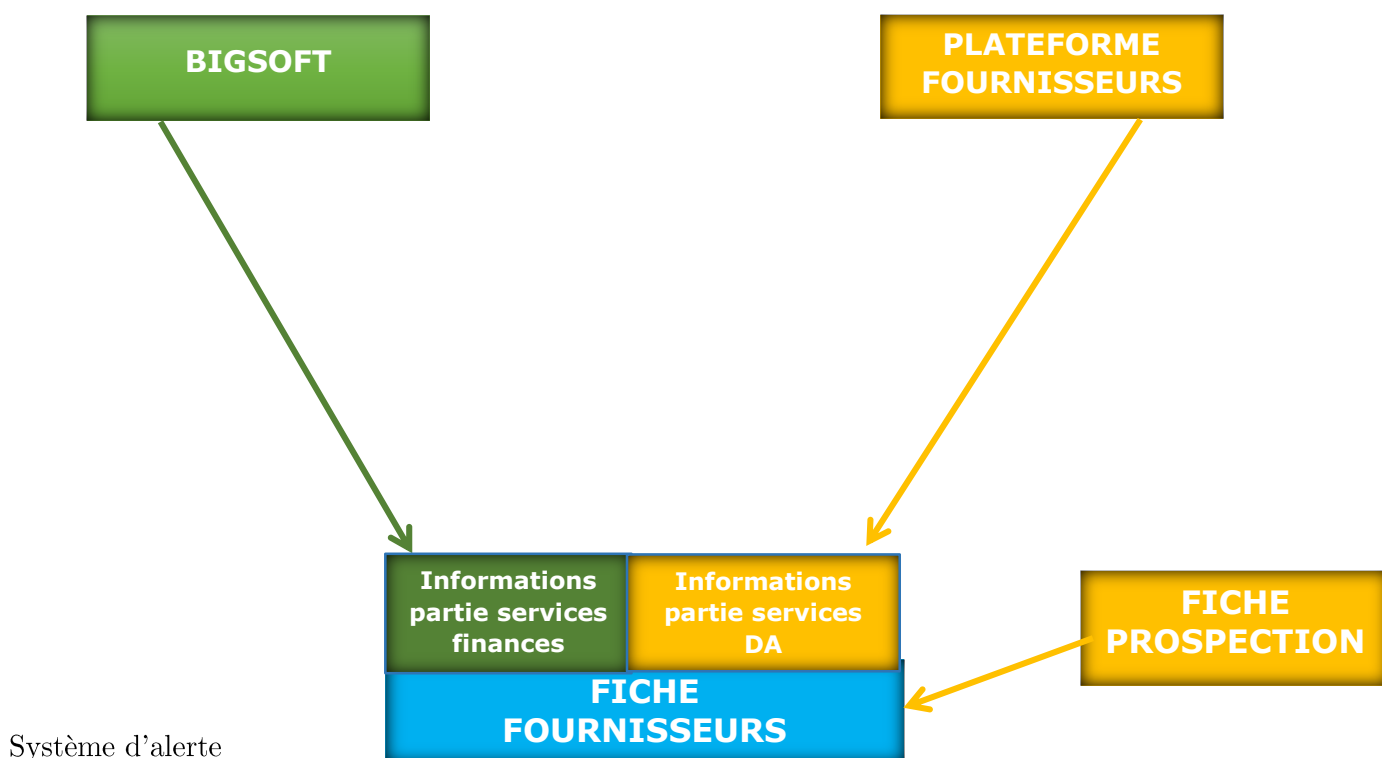 BIGSOFT
PLATEFORME
FOURNISSEURS
Informations
partie services
finances
Informations
partie services
DA
FICHE
PROSPECTION
FICHE
FOURNISSEURS
Système d'alerte